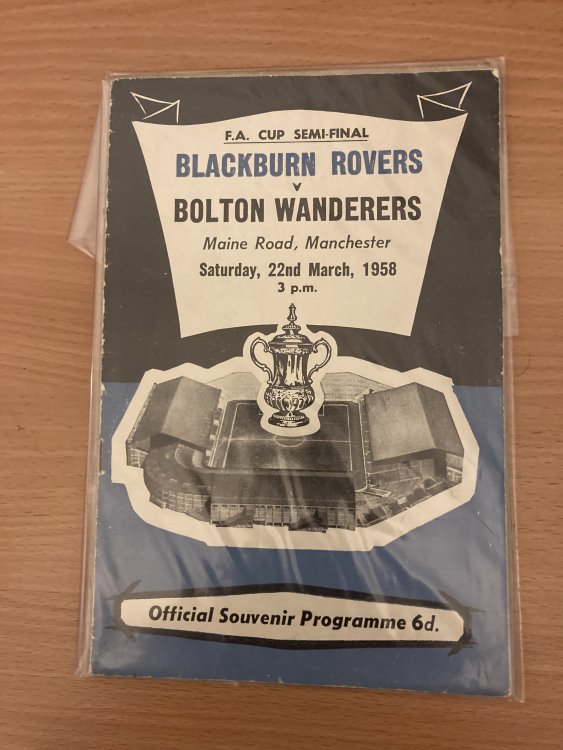 F.A. CUP SEMI-FINAL
BLACKBURN ROVERS
v
BOLTON WANDERERS
Maine Road, Manchester
Saturday, 22nd March, 1958
3 p.m.
Official Souvenir Programme 6d.